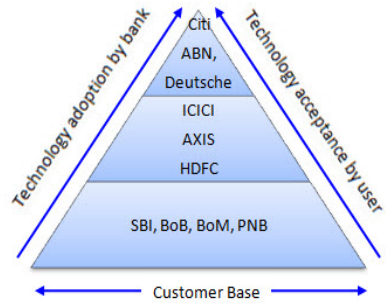 Citi
ABN,
Deutsche
ICICI
AXIS
HDFC
SBI, BoB, BoM, PNB
Technology adoption by bank
Technology acceptance by user
Customer Base